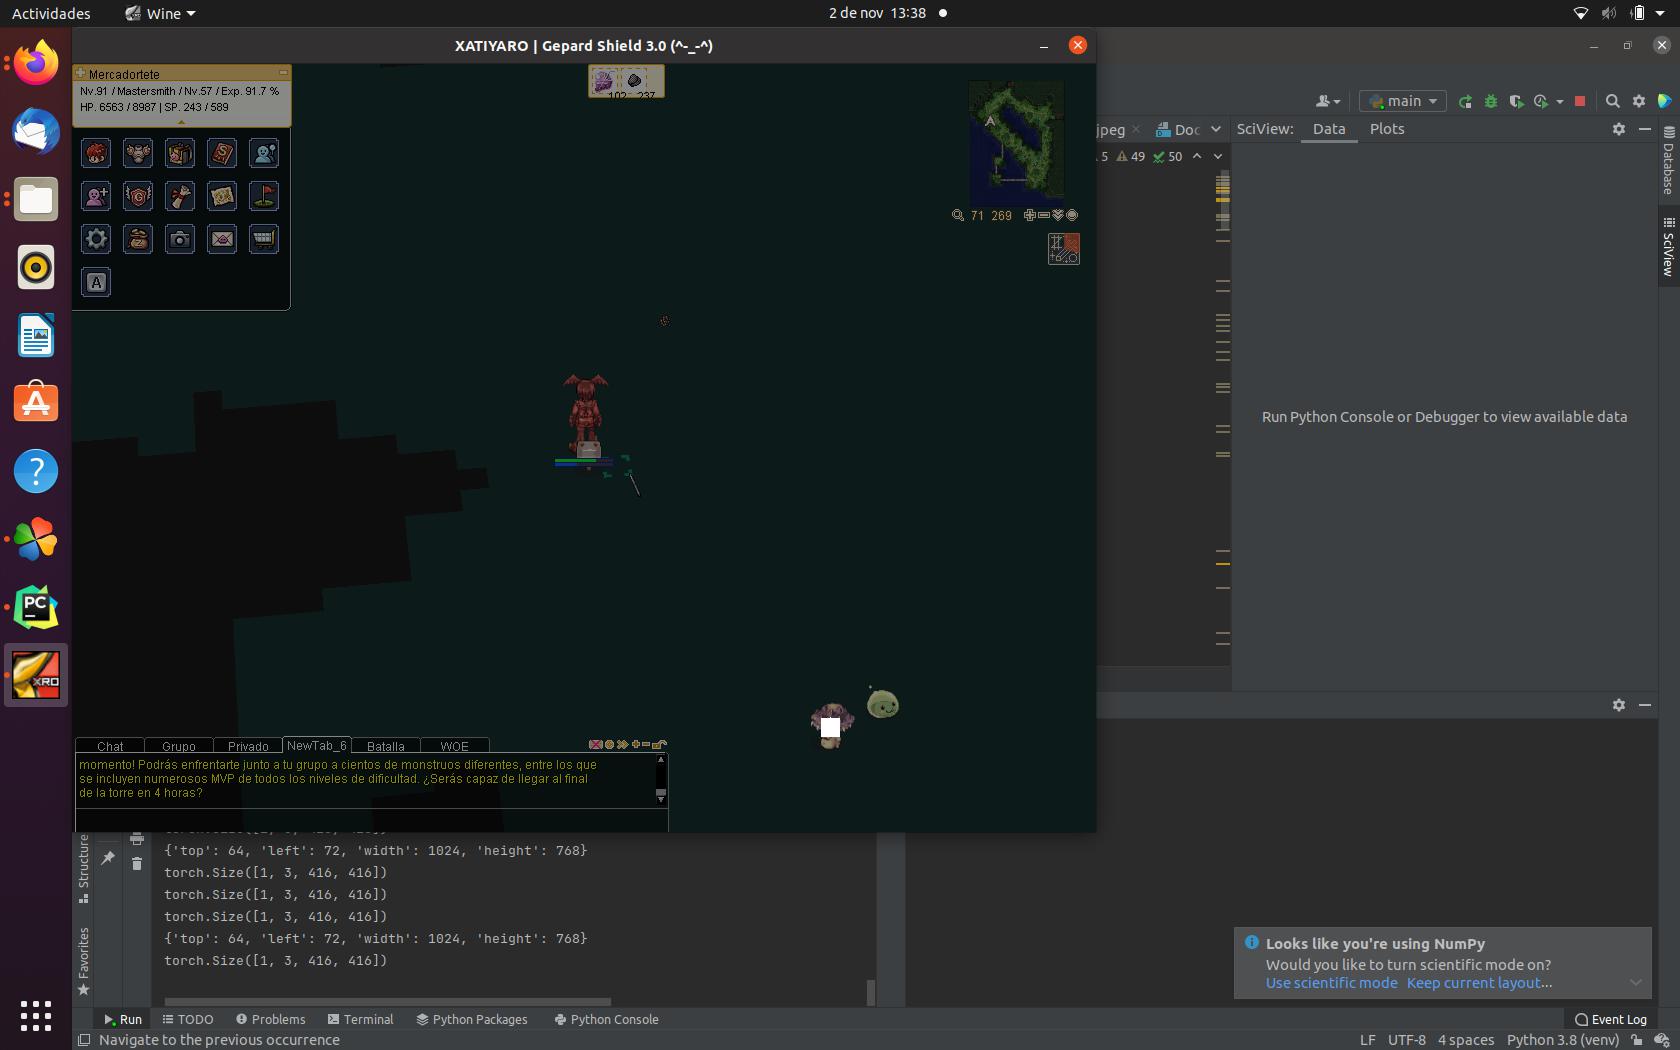 Actividades
Wine
2 de nov 13:38
XATIYARO | Gepard Shield 3.0 (^-_-^)
Mercadortete
Nv.91 / Mastersmith / Nv.57 / Exp. 91.7 %
HP. 6563 / 8987 | SP. 243 / 589
102 237
71 269
A
main
jpeg
Doc
SciView:
Data
Plots
5
49
50
Database
SciView
Run Python Console or Debugger to view available data
XRO
PC
Chat
Grupo
Privado
NewTab_6
Batalla
WOE
momento! Podrás enfrentarte junto a tu grupo a cientos de monstruos diferentes, entre los que
se incluyen numerosos MVP de todos los niveles de dificultad. ¿Serás capaz de llegar al final
de la torre en 4 horas?
{'top': 64, 'left': 72, 'width': 1024, 'height': 768}
torch.Size([1, 3, 416, 416])
torch.Size([1, 3, 416, 416])
torch.Size([1, 3, 416, 416])
{'top': 64, 'left': 72, 'width': 1024, 'height': 768}
torch.Size([1, 3, 416, 416])
Structure
Favorites
Looks like you're using NumPy
Would you like to turn scientific mode on?
Use scientific mode Keep current layout...
Run
TODO
Problems
Terminal
Python Packages
Python Console
Event Log
Navigate to the previous occurrence
LF UTF-8 4 spaces Python 3.8 (venv)